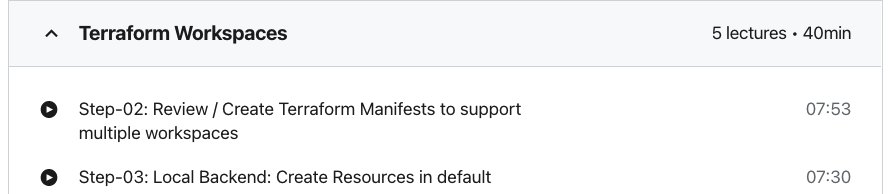 Terraform Workspaces
5 lectures • 40min
Step-02: Review / Create Terraform Manifests to support
multiple workspaces
07:53
Step-03: Local Backend: Create Resources in default
07:30